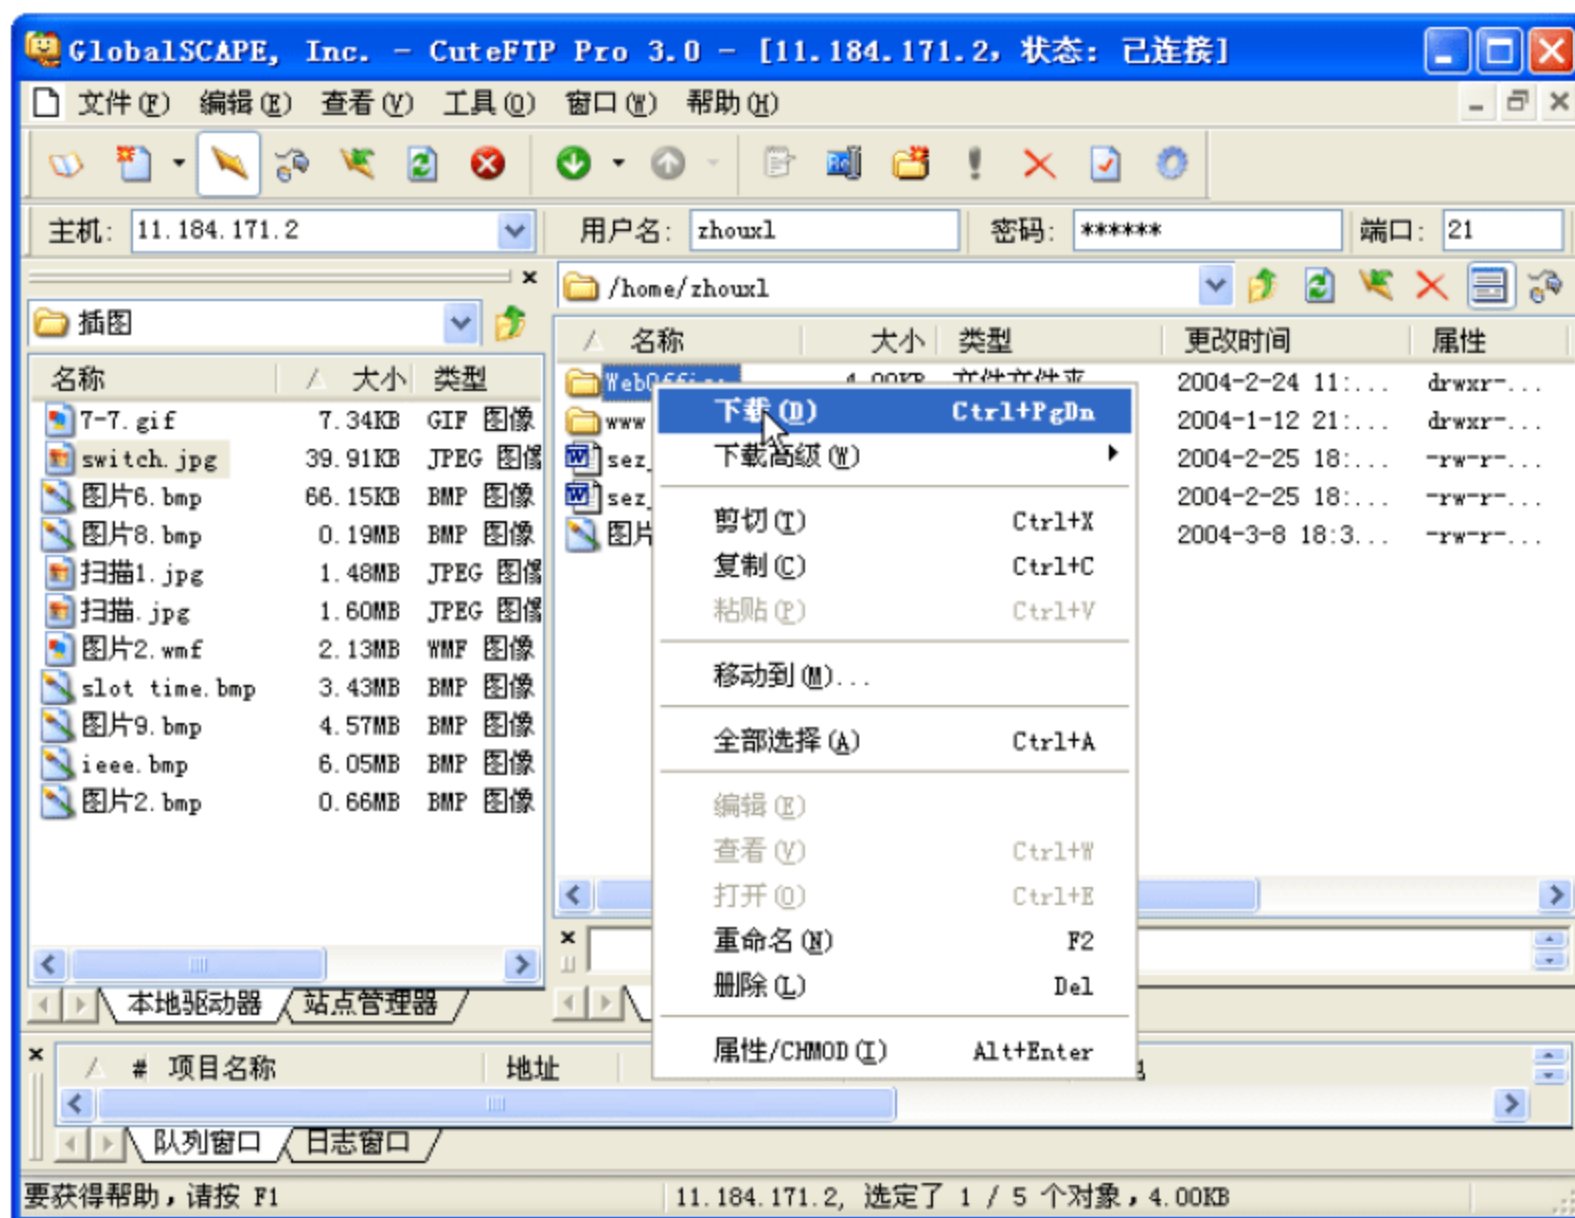 GlobalSCAPE, Inc. - CuteFTP Pro 3.0 - [11.184.171.2, 状态: 已连接]
文件(F) 编辑(E) 查看(V) 工具(O) 窗口(W) 帮助(H)
主机: 11.184.171.2 用户名: zhouxl 密码: ****** 端口: 21
插图
名称 大小 类型
7-7.gif 7.34KB GIF 图像
switch.jpg 39.91KB JPEG 图像
图片6.bmp 66.15KB BMP 图像
图片8.bmp 0.19MB BMP 图像
扫描1.jpg 1.48MB JPEG 图像
扫描.jpg 1.60MB JPEG 图像
图片2.wmf 2.13MB WMF 图像
slot time.bmp 3.43MB BMP 图像
图片9.bmp 4.57MB BMP 图像
ieee.bmp 6.05MB BMP 图像
图片2.bmp 0.66MB BMP 图像
本地驱动器 站点管理器
/home/zhouxl
名称 大小 类型 更改时间 属性
4.00KB 文件文件夹 2004-2-24 11:... drwxr-...
www 2004-1-12 21:... drwxr-...
sez_ 2004-2-25 18:... -rw-r-...
sez_ 2004-2-25 18:... -rw-r-...
图片 2004-3-8 18:3... -rw-r-...
下载(D) Ctrl+PgDn
下载高级(W)
剪切(T) Ctrl+X
复制(C) Ctrl+C
粘贴(P) Ctrl+V
移动到(M)...
全部选择(A) Ctrl+A
编辑(E)
查看(V) Ctrl+W
打开(O) Ctrl+E
重命名(N) F2
删除(L) Del
属性/CHMOD(I) Alt+Enter
# 项目名称 地址
队列窗口 日志窗口
要获得帮助,请按 F1 11.184.171.2, 选定了 1 / 5 个对象,4.00KB